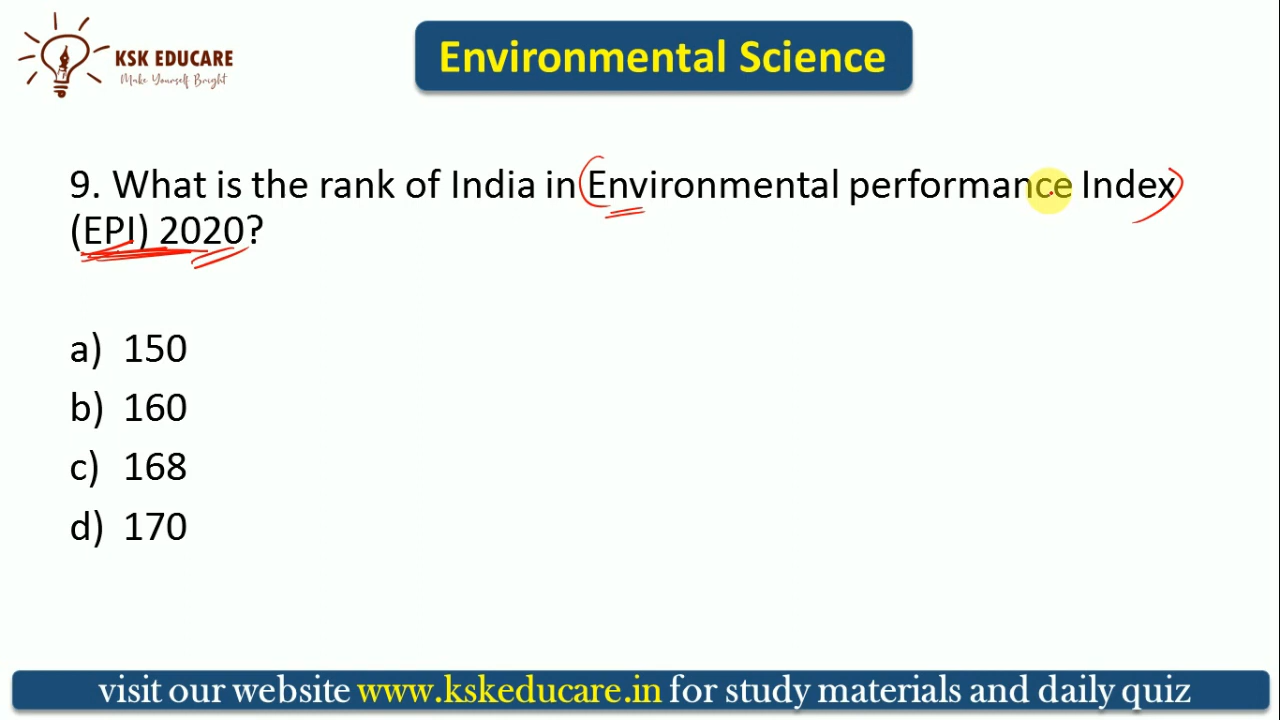 KSK EDUCARE
Make Yourself Bright
Environmental Science
9. What is the rank of India in Environmental performance Index
(EPI) 2020?
a) 150
b) 160
c) 168
d) 170
visit our website www.kskeducare.in for study materials and daily quiz